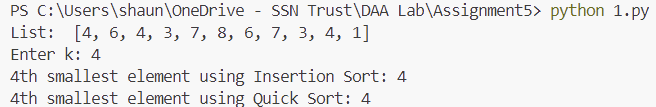 PS C:\Users\shaun\OneDrive - SSN Trust\DAA Lab\Assignment5> python 1.py
List:  [4, 6, 4, 3, 7, 8, 6, 7, 3, 4, 1]
Enter k: 4
4th smallest element using Insertion Sort: 4
4th smallest element using Quick Sort: 4